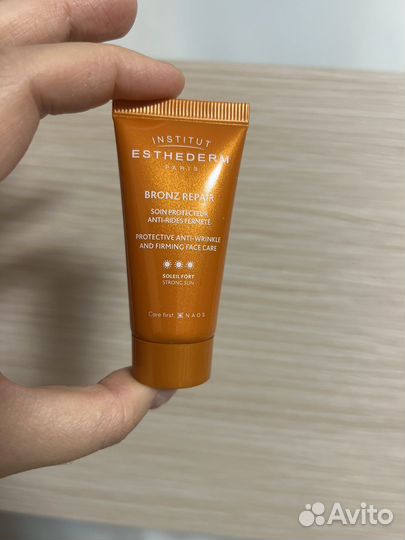 INSTITUT
ESTHEDERM
PARIS
BRONZ REPAIR
SOIN PROTECTEUR
ANTI-RIDES FERMETÉ
PROTECTIVE ANTI-WRINKLE
AND FIRMING FACE CARE
SOLEIL FORT
STRONG SUN
Care first. NAOS
Avito